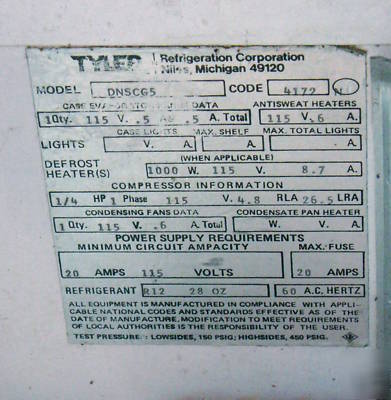 TYLER Refrigeration Corporation
Niles, Michigan 49120
MODEL DNSCG5 CODE 4172
CASE EVAPORATOR FAN DATA ANTISWEAT HEATERS
1 Qty. 115 V. .5 A. .5 A. Total 115 V. .6 A.
CASE LIGHTS MAX. SHELF MAX. TOTAL LIGHTS
LIGHTS V. A. A. A.
(WHEN APPLICABLE)
DEFROST HEATER(S) 1000 W. 115 V. 8.7 A.
COMPRESSOR INFORMATION
1/4 HP 1 Phase 115 V. 4.8 RLA 26.5 LRA
CONDENSING FANS DATA CONDENSATE PAN HEATER
1 Qty. 115 V. .6 A. Total W. V. A.
POWER SUPPLY REQUIREMENTS
MINIMUM CIRCUIT AMPACITY MAX. FUSE
20 AMPS 115 VOLTS 20 AMPS
REFRIGERANT R12 28 OZ 60 A.C. HERTZ
ALL EQUIPMENT IS MANUFACTURED IN COMPLIANCE WITH APPLI-
CABLE NATIONAL CODES AND STANDARDS EFFECTIVE AS OF THE
DATE OF MANUFACTURE, MODIFICATION TO MEET REQUIREMENTS
OF LOCAL AUTHORITIES IS THE RESPONSIBILITY OF THE USER.
TEST PRESSURE: LOWSIDES, 150 PSIG; HIGHSIDES, 450 PSIG.